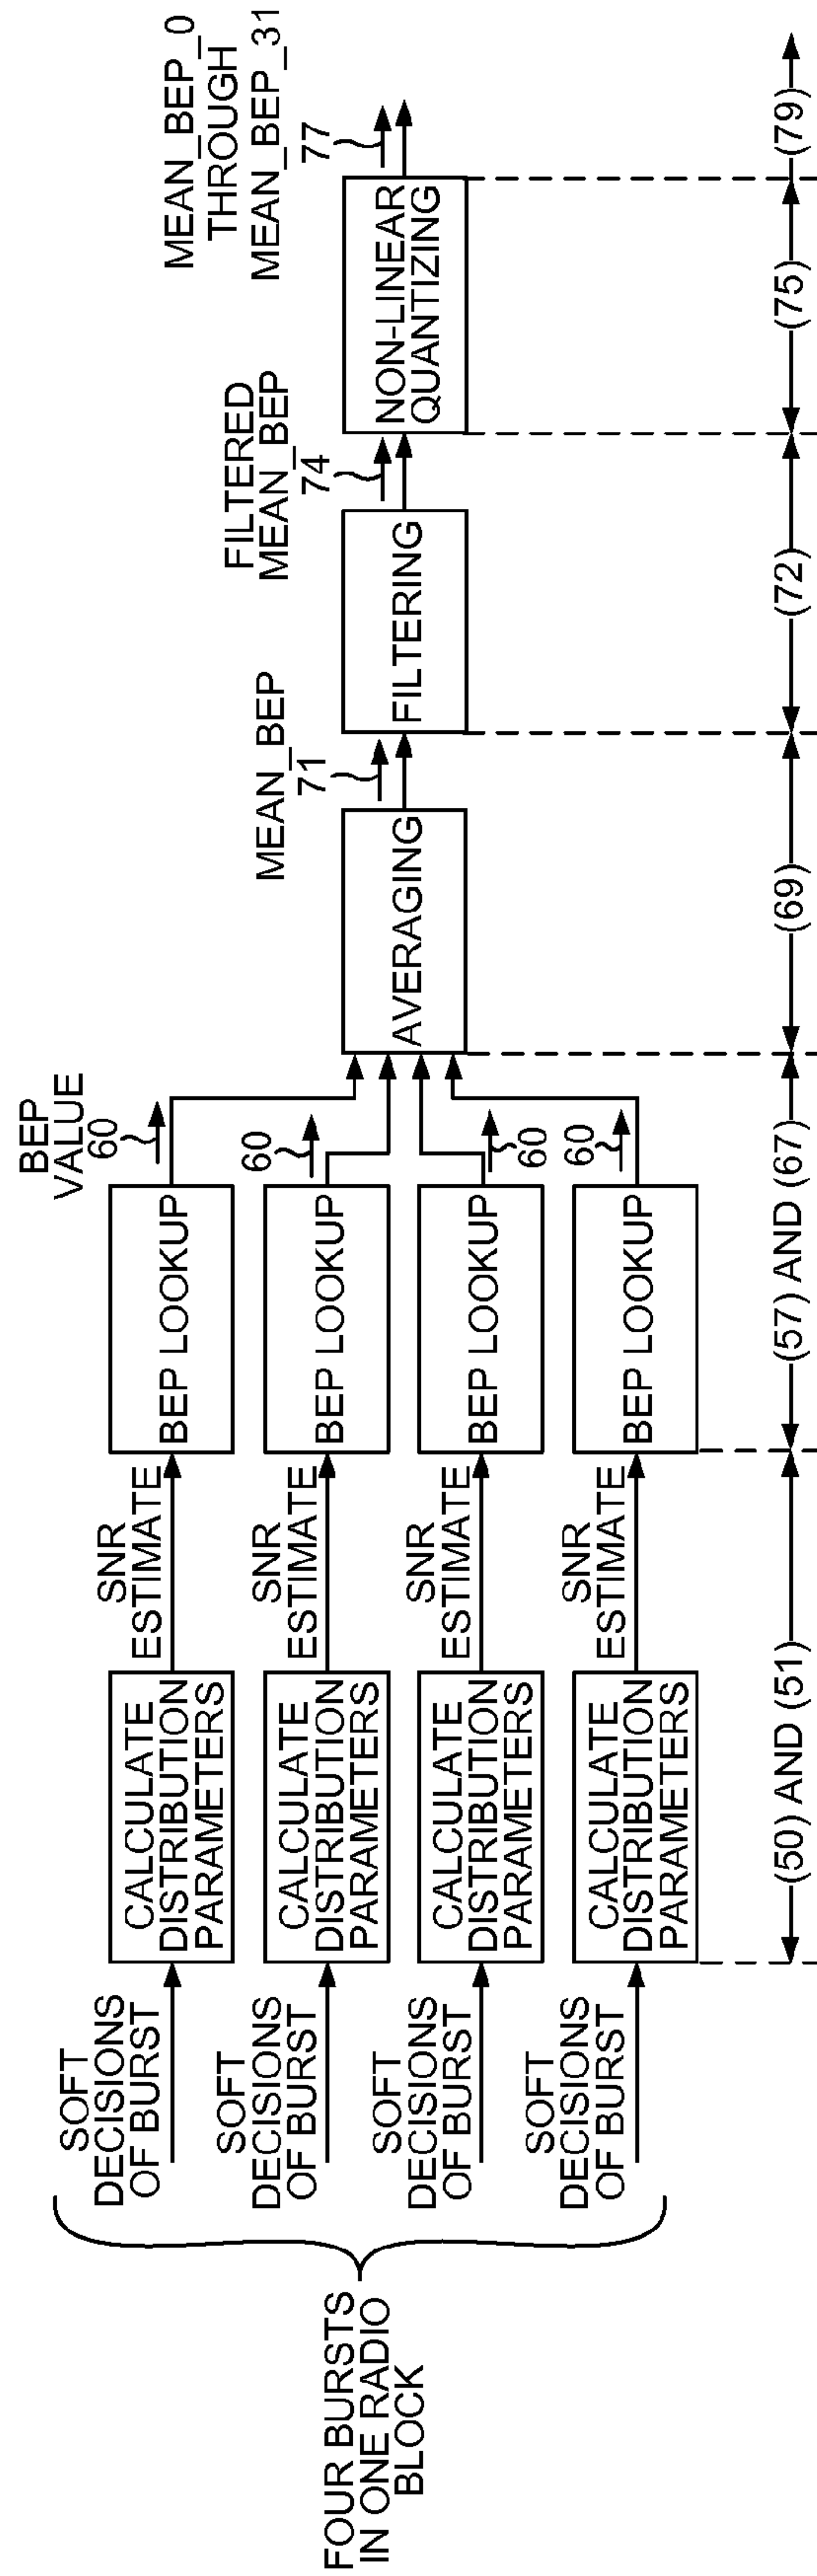 FOUR BURSTS
IN ONE RADIO
BLOCK
SOFT
DECISIONS
OF BURST
CALCULATE
DISTRIBUTION
PARAMETERS
SNR
ESTIMATE
BEP LOOKUP
BEP
VALUE
60
SOFT
DECISIONS
OF BURST
CALCULATE
DISTRIBUTION
PARAMETERS
SNR
ESTIMATE
BEP LOOKUP
60
SOFT
DECISIONS
OF BURST
CALCULATE
DISTRIBUTION
PARAMETERS
SNR
ESTIMATE
BEP LOOKUP
60
SOFT
DECISIONS
OF BURST
CALCULATE
DISTRIBUTION
PARAMETERS
SNR
ESTIMATE
BEP LOOKUP
60
AVERAGING
MEAN_BEP
71
FILTERING
FILTERED
MEAN_BEP
74
NON-LINEAR
QUANTIZING
MEAN_BEP_0
THROUGH
MEAN_BEP_31
77
(50) AND (51)
(57) AND (67)
(69)
(72)
(75)
(79)